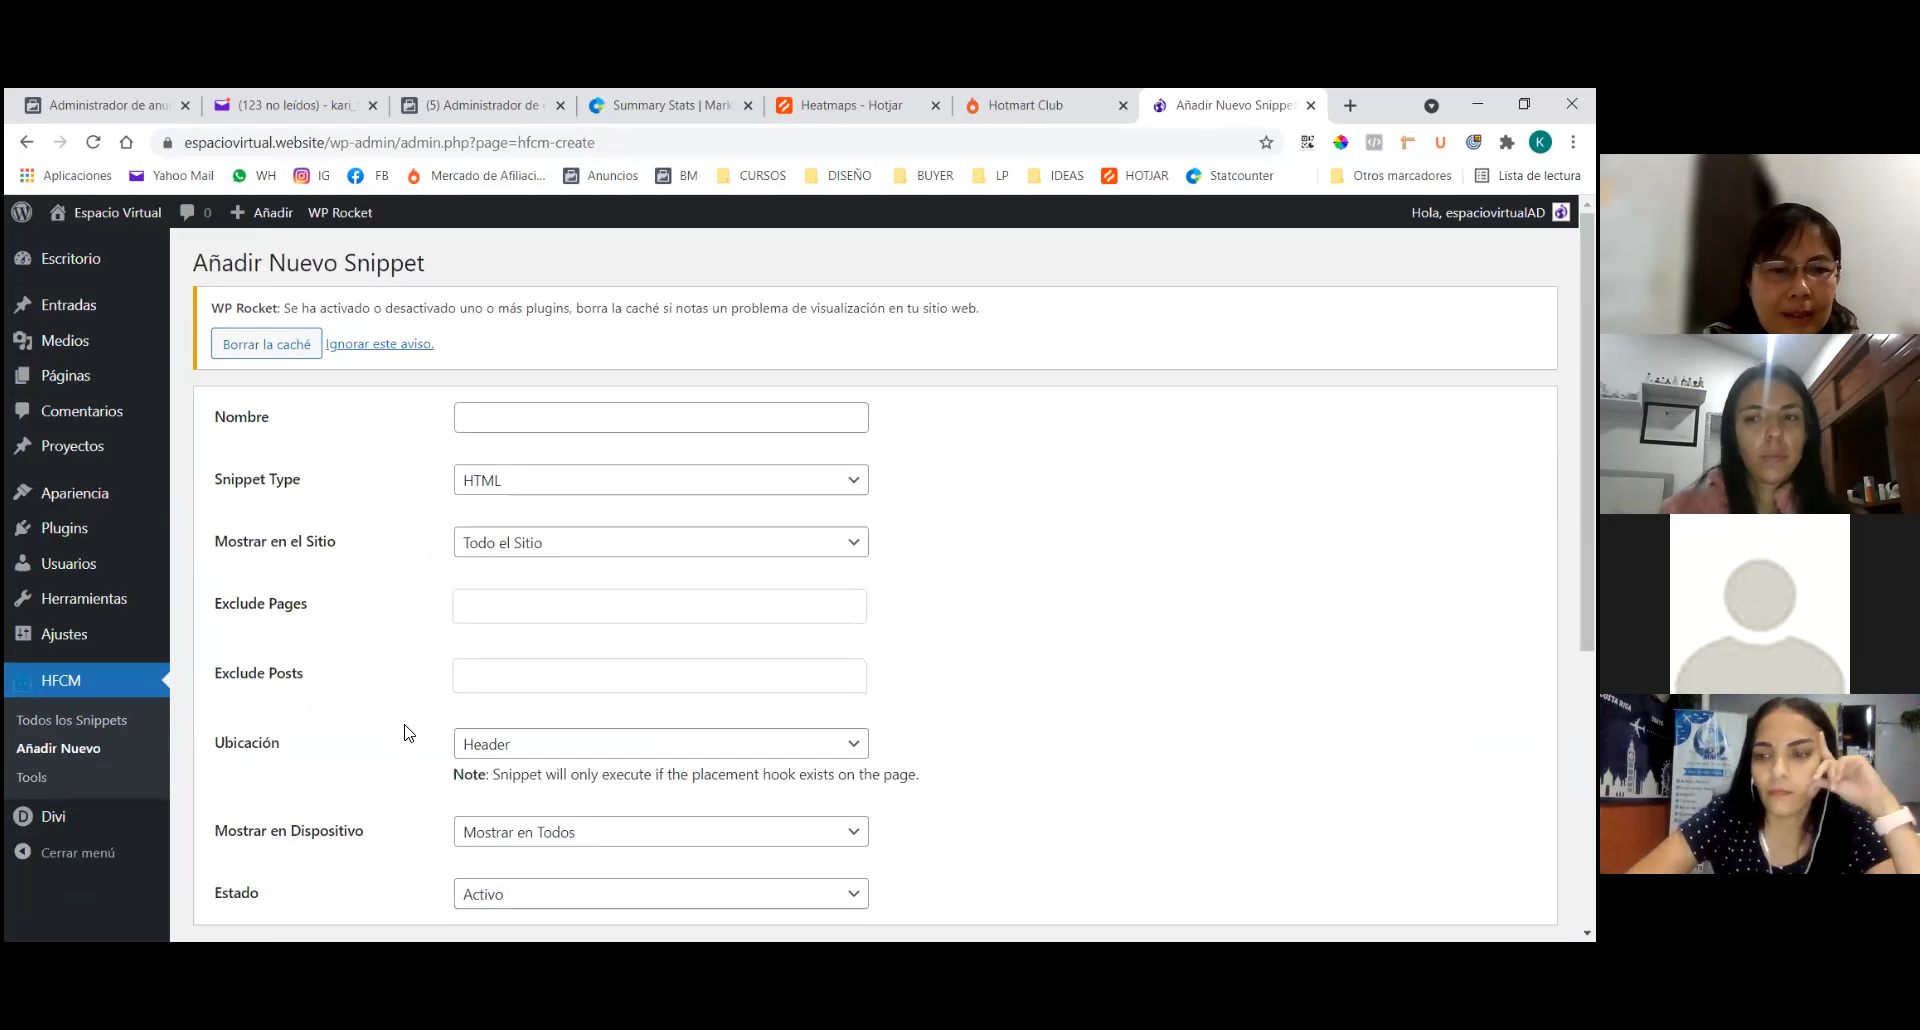 Administrador de anu
(123 no leídos) - kari_
(5) Administrador de
Summary Stats | Mark
Heatmaps - Hotjar
Hotmart Club
Añadir Nuevo Snippe
espaciovirtual.website/wp-admin/admin.php?page=hfcm-create
K
Aplicaciones
Yahoo Mail
WH
IG
FB
Mercado de Afiliaci...
Anuncios
BM
CURSOS
DISEÑO
BUYER
LP
IDEAS
HOTJAR
Statcounter
Otros marcadores
Lista de lectura
Espacio Virtual
0
Añadir
WP Rocket
Hola, espaciovirtualAD
Escritorio
Entradas
Medios
Páginas
Comentarios
Proyectos
Apariencia
Plugins
Usuarios
Herramientas
Ajustes
HFCM
Todos los Snippets
Añadir Nuevo
Tools
Divi
Cerrar menú
Añadir Nuevo Snippet
WP Rocket: Se ha activado o desactivado uno o más plugins, borra la caché si notas un problema de visualización en tu sitio web.
Borrar la caché
Ignorar este aviso.
Nombre
Snippet Type
HTML
Mostrar en el Sitio
Todo el Sitio
Exclude Pages
Exclude Posts
Ubicación
Header
Note: Snippet will only execute if the placement hook exists on the page.
Mostrar en Dispositivo
Mostrar en Todos
Estado
Activo
COSTA RICA